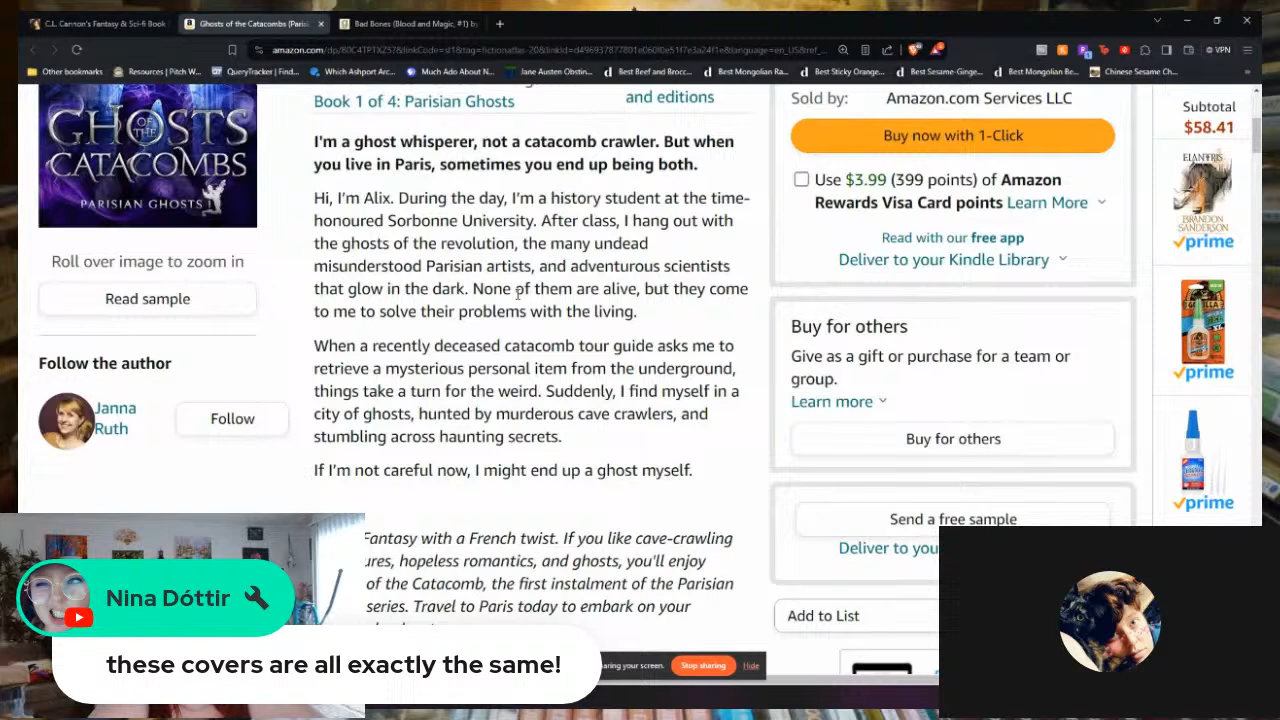 C.L. Cannon's Fantasy & Sci-fi Book
Ghosts of the Catacombs (Paris
Bad Bones (Blood and Magic, #1) by
VPN
Other bookmarks
Resources | Pitch W...
QueryTracker | Find...
Which Ashport Arc...
Much Ado About N...
Jane Austen Obstin...
Best Beef and Brocc...
Best Mongolian Ra...
Best Sticky Orange...
Best Sesame-Ginge...
Best Mongolian Be...
Chinese Sesame Ch...
GHOSTS
OF THE
CATACOMBS
PARISIAN GHOSTS 1
Roll over image to zoom in
Read sample
Follow the author
Janna
Ruth
Follow
Book 1 of 4: Parisian Ghosts
and editions
I'm a ghost whisperer, not a catacomb crawler. But when
you live in Paris, sometimes you end up being both.
Hi, I'm Alix. During the day, I'm a history student at the time-
honoured Sorbonne University. After class, I hang out with
the ghosts of the revolution, the many undead
misunderstood Parisian artists, and adventurous scientists
that glow in the dark. None of them are alive, but they come
to me to solve their problems with the living.
When a recently deceased catacomb tour guide asks me to
retrieve a mysterious personal item from the underground,
things take a turn for the weird. Suddenly, I find myself in a
city of ghosts, hunted by murderous cave crawlers, and
stumbling across haunting secrets.
If I'm not careful now, I might end up a ghost myself.
Fantasy with a French twist. If you like cave-crawling
ures, hopeless romantics, and ghosts, you'll enjoy
of the Catacomb, the first instalment of the Parisian
series. Travel to Paris today to embark on your
Sold by: Amazon.com Services LLC
Buy now with 1-Click
Use $3.99 (399 points) of Amazon
Rewards Visa Card points Learn More
Read with our free app
Deliver to your Kindle Library
Buy for others
Give as a gift or purchase for a team or
group.
Learn more
Buy for others
Send a free sample
Deliver to you
Add to List
Subtotal
$58.41
ELANTRIS
BRANDON
SANDERSON
prime
GORILLA
prime
prime
haring your screen.
Stop sharing
Hide
Nina Dóttir
these covers are all exactly the same!